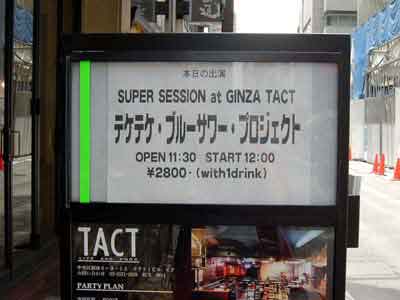 本日の出演
SUPER SESSION at GINZA TACT
テケテケ・ブルーサワー・プロジェクト
OPEN 11:30 START 12:00
¥2800- (with1drink)
TACT
PARTY PLAN